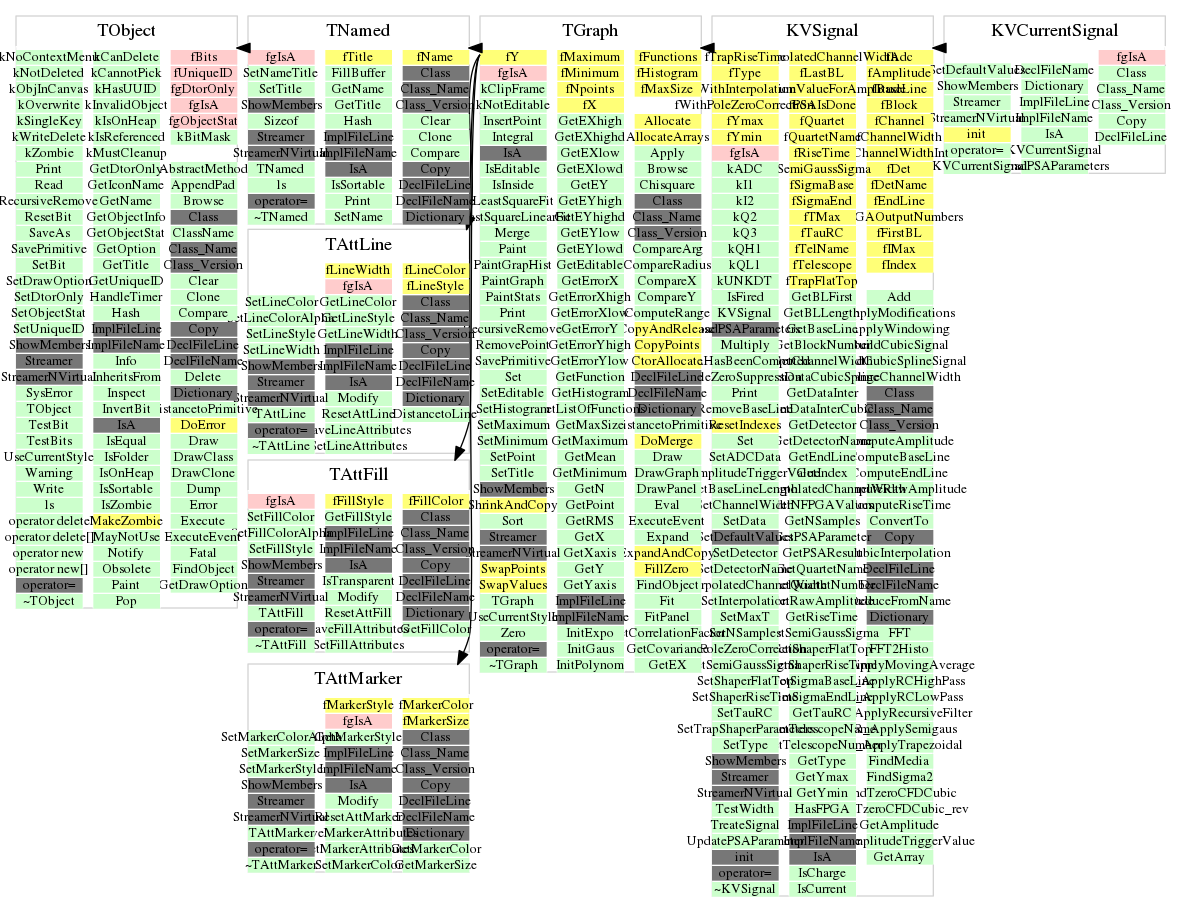 TObject
kNoContextMenu
kNotDeleted
kObjInCanvas
kOverwrite
kSingleKey
kWriteDelete
kZombie
Print
Read
RecursiveRemove
ResetBit
SaveAs
SavePrimitive
SetBit
SetDrawOption
SetDtorOnly
SetObjectStat
SetUniqueID
ShowMembers
Streamer
StreamerNVirtual
SysError
TObject
TestBit
TestBits
UseCurrentStyle
Warning
Write
ls
operator delete
operator delete[]
operator new
operator new[]
operator=
~TObject
kCanDelete
kCannotPick
kHasUUID
kInvalidObject
kIsOnHeap
kIsReferenced
kMustCleanup
GetDtorOnly
GetIconName
GetName
GetObjectInfo
GetObjectStat
GetOption
GetTitle
GetUniqueID
HandleTimer
Hash
ImplFileLine
ImplFileName
Info
InheritsFrom
Inspect
InvertBit
IsA
IsEqual
IsFolder
IsOnHeap
IsSortable
IsZombie
MakeZombie
MayNotUse
Notify
Obsolete
Paint
Pop
fBits
fUniqueID
fgDtorOnly
fgIsA
fgObjectStat
kBitMask
AbstractMethod
AppendPad
Browse
Class
ClassName
Class_Name
Class_Version
Clear
Clone
Compare
Copy
DeclFileLine
DeclFileName
Delete
Dictionary
DistancetoPrimitive
DoError
Draw
DrawClass
DrawClone
Dump
Error
Execute
ExecuteEvent
Fatal
FindObject
GetDrawOption
TNamed
fgIsA
SetNameTitle
SetTitle
ShowMembers
Sizeof
Streamer
StreamerNVirtual
TNamed
ls
operator=
~TNamed
fTitle
FillBuffer
GetName
GetTitle
Hash
ImplFileLine
ImplFileName
IsA
IsSortable
Print
SetName
fName
Class
Class_Name
Class_Version
Clear
Clone
Compare
Copy
DeclFileLine
DeclFileName
Dictionary
TAttLine
SetLineColor
SetLineColorAlpha
SetLineStyle
SetLineWidth
ShowMembers
Streamer
StreamerNVirtual
TAttLine
operator=
~TAttLine
fLineWidth
fgIsA
GetLineColor
GetLineStyle
GetLineWidth
ImplFileLine
ImplFileName
IsA
Modify
ResetAttLine
SaveLineAttributes
SetLineAttributes
fLineColor
fLineStyle
Class
Class_Name
Class_Version
Copy
DeclFileLine
DeclFileName
Dictionary
DistancetoLine
TAttFill
fgIsA
SetFillColor
SetFillColorAlpha
SetFillStyle
ShowMembers
Streamer
StreamerNVirtual
TAttFill
operator=
~TAttFill
fFillStyle
GetFillStyle
ImplFileLine
ImplFileName
IsA
IsTransparent
Modify
ResetAttFill
SaveFillAttributes
SetFillAttributes
fFillColor
Class
Class_Name
Class_Version
Copy
DeclFileLine
DeclFileName
Dictionary
GetFillColor
TAttMarker
SetMarkerColorAlpha
SetMarkerSize
SetMarkerStyle
ShowMembers
Streamer
StreamerNVirtual
TAttMarker
operator=
~TAttMarker
fMarkerStyle
fgIsA
GetMarkerStyle
ImplFileLine
ImplFileName
IsA
Modify
ResetAttMarker
SaveMarkerAttributes
SetMarkerAttributes
SetMarkerColor
fMarkerColor
fMarkerSize
Class
Class_Name
Class_Version
Copy
DeclFileLine
DeclFileName
Dictionary
GetMarkerColor
GetMarkerSize
TGraph
fY
fgIsA
kClipFrame
kNotEditable
InsertPoint
Integral
IsA
IsEditable
IsInside
LeastSquareFit
LeastSquareLinearFit
Merge
Paint
PaintGrapHist
PaintGraph
PaintStats
Print
RecursiveRemove
RemovePoint
SavePrimitive
Set
SetEditable
SetHistogram
SetMaximum
SetMinimum
SetPoint
SetTitle
ShowMembers
ShrinkAndCopy
Sort
Streamer
StreamerNVirtual
SwapPoints
SwapValues
TGraph
UseCurrentStyle
Zero
operator=
~TGraph
fMaximum
fMinimum
fNpoints
fX
GetEXhigh
GetEXhighd
GetEXlow
GetEXlowd
GetEY
GetEYhigh
GetEYhighd
GetEYlow
GetEYlowd
GetEditable
GetErrorX
GetErrorXhigh
GetErrorXlow
GetErrorY
GetErrorYhigh
GetErrorYlow
GetFunction
GetHistogram
GetListOfFunctions
GetMaxSize
GetMaximum
GetMean
GetMinimum
GetN
GetPoint
GetRMS
GetX
GetXaxis
GetY
GetYaxis
ImplFileLine
ImplFileName
InitExpo
InitGaus
InitPolynom
fFunctions
fHistogram
fMaxSize
Allocate
AllocateArrays
Apply
Browse
Chisquare
Class
Class_Name
Class_Version
CompareArg
CompareRadius
CompareX
CompareY
ComputeRange
CopyAndRelease
CopyPoints
CtorAllocate
DeclFileLine
DeclFileName
Dictionary
DistancetoPrimitive
DoMerge
Draw
DrawGraph
DrawPanel
Eval
ExecuteEvent
Expand
ExpandAndCopy
FillZero
FindObject
Fit
FitPanel
GetCorrelationFactor
GetCovariance
GetEX
KVSignal
fTrapRiseTime
fType
fWithPoleZeroCorrection
fYmax
fYmin
fgIsA
kADC
kI1
kI2
kQ2
kQ3
kQH1
kQL1
kUNKDT
IsFired
KVSignal
LoadPSAParameters
Multiply
Print
RemoveBaseLine
ResetIndexes
Set
SetADCData
SetBaseLineLength
SetChannelWidth
SetData
SetDefaultValues
SetDetector
SetDetectorName
SetInterpolation
SetMaxT
SetNSamples
SetPoleZeroCorrection
SetSemiGaussSigma
SetShaperFlatTop
SetShaperRiseTime
SetTauRC
SetTrapShaperParameters
SetType
ShowMembers
Streamer
StreamerNVirtual
TestWidth
TreateSignal
UpdatePSAParameter
init
operator=
~KVSignal
fLastBL
fPSAIsDone
fQuartet
fQuartetName
fRiseTime
fSemiGaussSigma
fSigmaBase
fSigmaEnd
fTMax
fTauRC
fTelName
fTelescope
fTrapFlatTop
GetBLFirst
GetBLLength
GetBaseLine
GetBlockNumber
GetChannelWidth
GetDataInter
GetDetector
GetDetectorName
GetEndLine
GetIndex
GetNFPGAValues
GetNSamples
GetPSAParameter
GetPSAResult
GetQuartetName
GetQuartetNumber
GetRawAmplitude
GetRiseTime
GetSemiGaussSigma
GetShaperFlatTop
GetShaperRiseTime
GetSigmaBaseLine
GetSigmaEndLine
GetTauRC
GetTelescopeName
GetTelescopeNumber
GetType
GetYmax
GetYmin
HasFPGA
ImplFileLine
ImplFileName
IsA
IsCharge
IsCurrent
fAdc
fAmplitude
fBaseLine
fBlock
fChannel
fChannelWidth
fChannelWidthInt
fDet
fDetName
fEndLine
fFPGAOutputNumbers
fFirstBL
fIMax
fIndex
Add
ApplyModifications
ApplyWindowing
BuildCubicSignal
BuildCubicSplineSignal
ChangeChannelWidth
Class
Class_Name
Class_Version
ComputeAmplitude
ComputeBaseLine
ComputeEndLine
ComputeRawAmplitude
ComputeRiseTime
ConvertTo
Copy
CubicInterpolation
DeclFileLine
DeclFileName
DeduceFromName
Dictionary
FFT
FFT2Histo
ApplyMovingAverage
ApplyRCHighPass
ApplyRCLowPass
ApplyRecursiveFilter
ApplySemigaus
ApplyTrapezoidal
FindMedia
FindSigma2
FindTzeroCFDCubic
FindTzeroCFDCubic_rev
GetAmplitude
GetAmplitudeTriggerValue
GetArray
KVCurrentSignal
SetDefaultValues
ShowMembers
Streamer
StreamerNVirtual
init
operator=
~KVCurrentSignal
DeclFileName
Dictionary
ImplFileLine
ImplFileName
IsA
KVCurrentSignal
LoadPSAParameters
fgIsA
Class
Class_Name
Class_Version
Copy
DeclFileLine